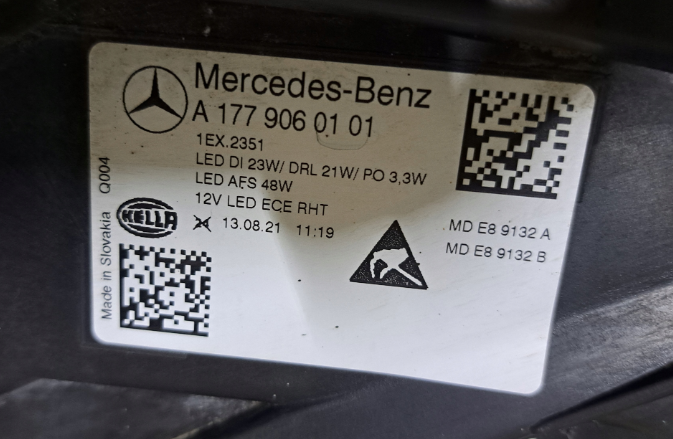 Mercedes-Benz
A 177 906 01 01
1EX.2351
LED DI 23W/ DRL 21W/ PO 3,3W
LED AFS 48W
12V LED ECE RHT
24 13.08.21 11:19
HELLA
MD E8 9132 A
MD E8 9132 B
Made in Slovakia Q004